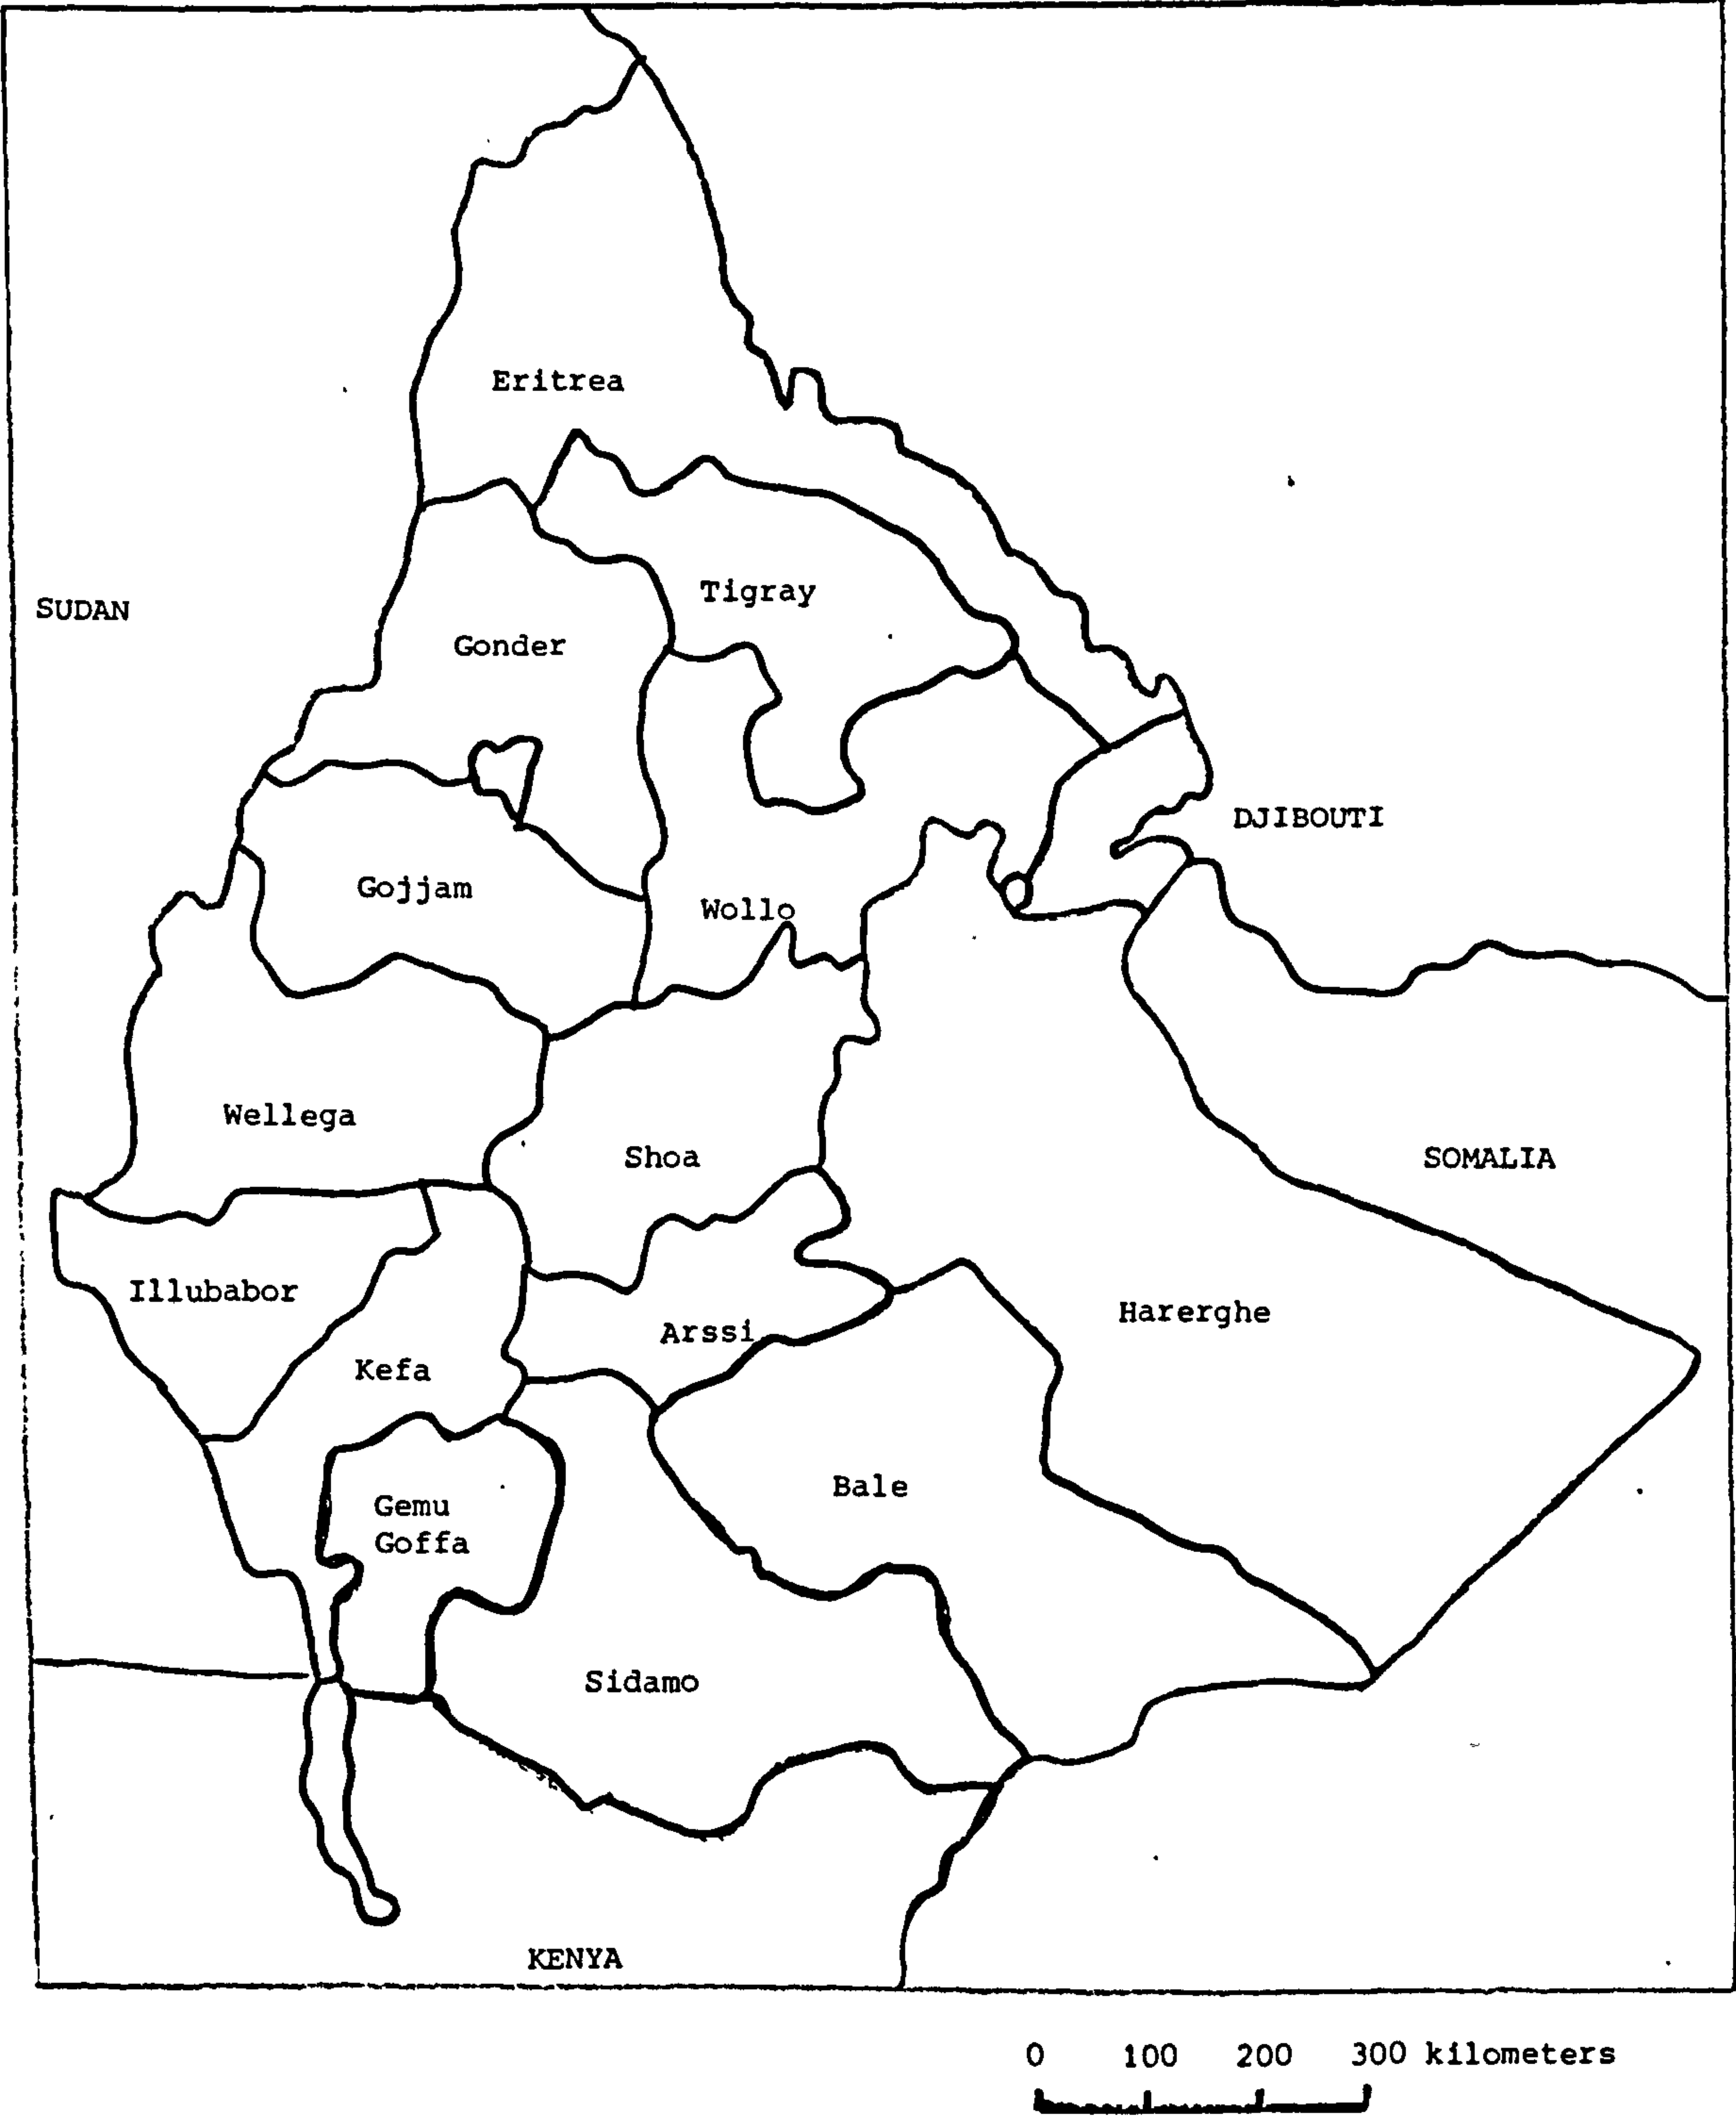 Eritrea
Tigray
SUDAN
Gonder
DJIBOUTI
Gojjam
Wollo
Wellega
Shoa
SOMALIA
Illubabor
Harerghe
Arssi
Kefa
Bale
Gemu
Goffa
Sidamo
KENYA
0 100 200 300 kilometers